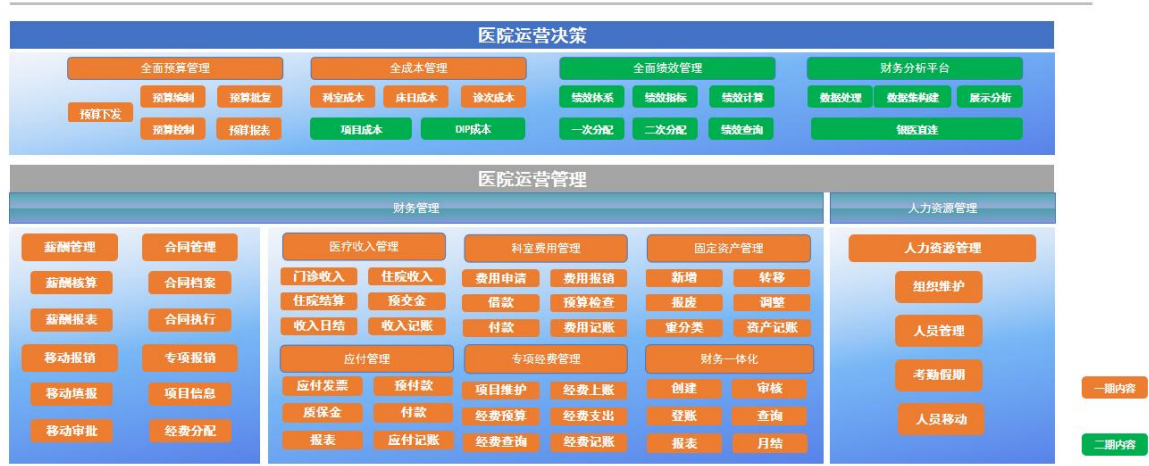 医院运营决策
全面预算管理
预算下发
预算编制 预算批复
预算控制 预算报表
全成本管理
科室成本 床日成本 诊次成本
项目成本 DIP成本
全面绩效管理
绩效体系 绩效指标 绩效计算
一次分配 二次分配 绩效查询
财务分析平台
数据处理 数据集构建 展示分析
银医直连
医院运营管理
财务管理
薪酬管理 合同管理
薪酬核算 合同档案
薪酬报表 合同执行
移动报销 专项报销
移动填报 项目信息
移动审批 经费分配
医疗收入管理
门诊收入 住院收入
住院结算 预交金
收入日结 收入记账
科室费用管理
费用申请 费用报销
借款 预算检查
付款 费用记账
固定资产管理
新增 转移
报废 调整
重分类 资产记账
应付管理
应付发票 预付款
质保金 付款
报表 应付记账
专项经费管理
项目维护 经费上账
经费预算 经费支出
经费查询 经费记账
财务一体化
创建 审核
登账 查询
报表 月结
人力资源管理
人力资源管理
组织维护
人员管理
考勤假期
人员移动
一期内容
二期内容